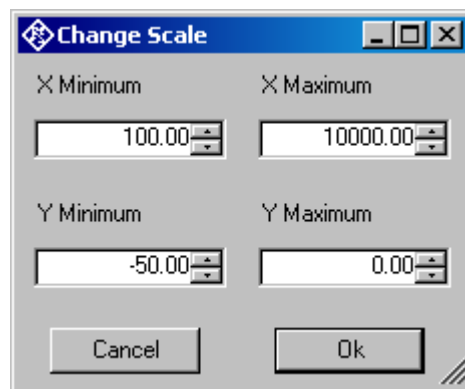 Change Scale
X Minimum X Maximum
100.00 10000.00
Y Minimum Y Maximum
-50.00 0.00
Cancel Ok